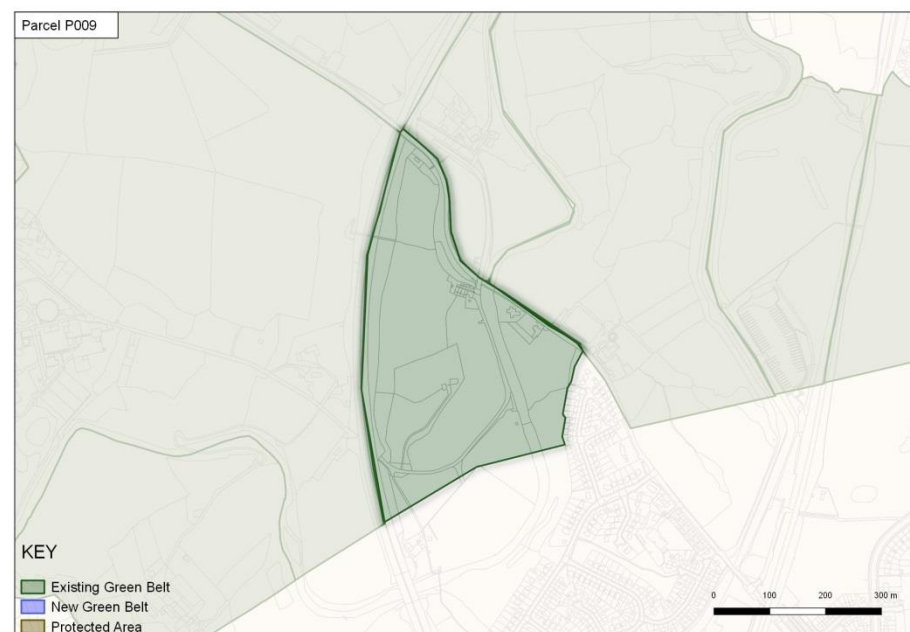 Parcel P009
KEY
Existing Green Belt
New Green Belt
Protected Area
0 100 200 300 m